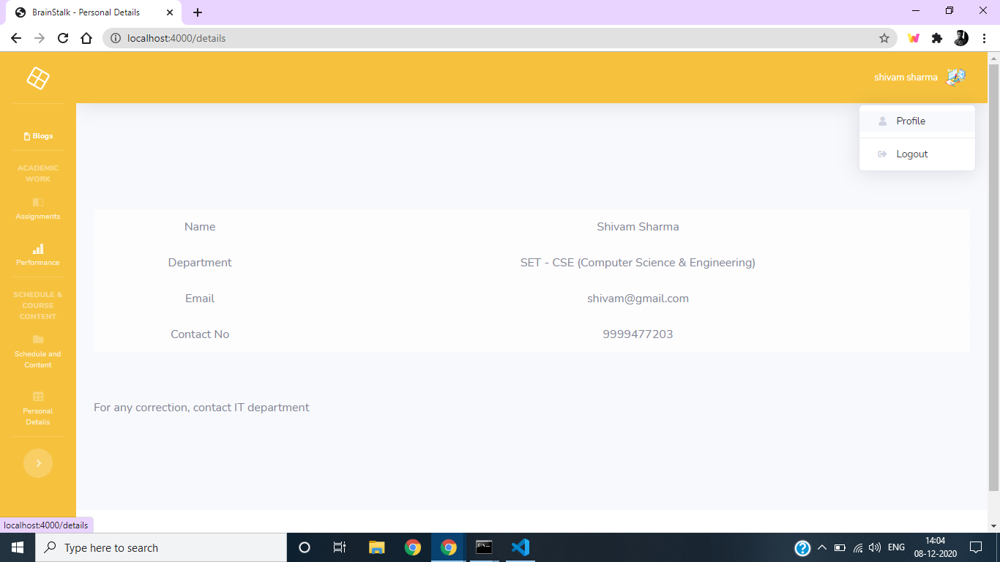 BrainStalk - Personal Details
localhost:4000/details
shivam sharma
Profile
Logout
Blogs
ACADEMIC
WORK
Assignments
Performance
SCHEDULE &
COURSE
CONTENT
Schedule and
Content
Personal
Details
Name Shivam Sharma
Department SET - CSE (Computer Science & Engineering)
Email shivam@gmail.com
Contact No 9999477203
For any correction, contact IT department
localhost:4000/details
Type here to search
ENG
14:04
08-12-2020